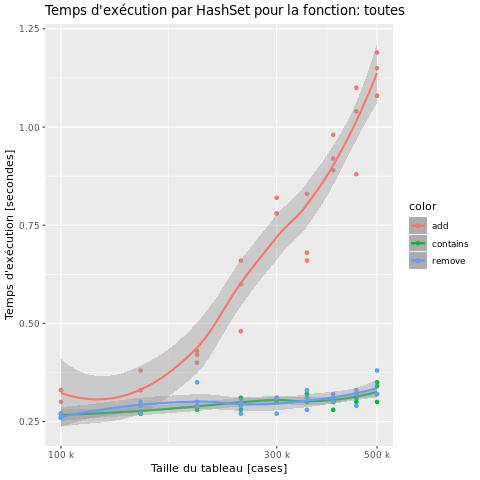 Temps d'exécution par HashSet pour la fonction: toutes
Temps d'exécution [secondes]
1.25
1.00
0.75
0.50
0.25
100 k
300 k
500 k
Taille du tableau [cases]
color
add
contains
remove